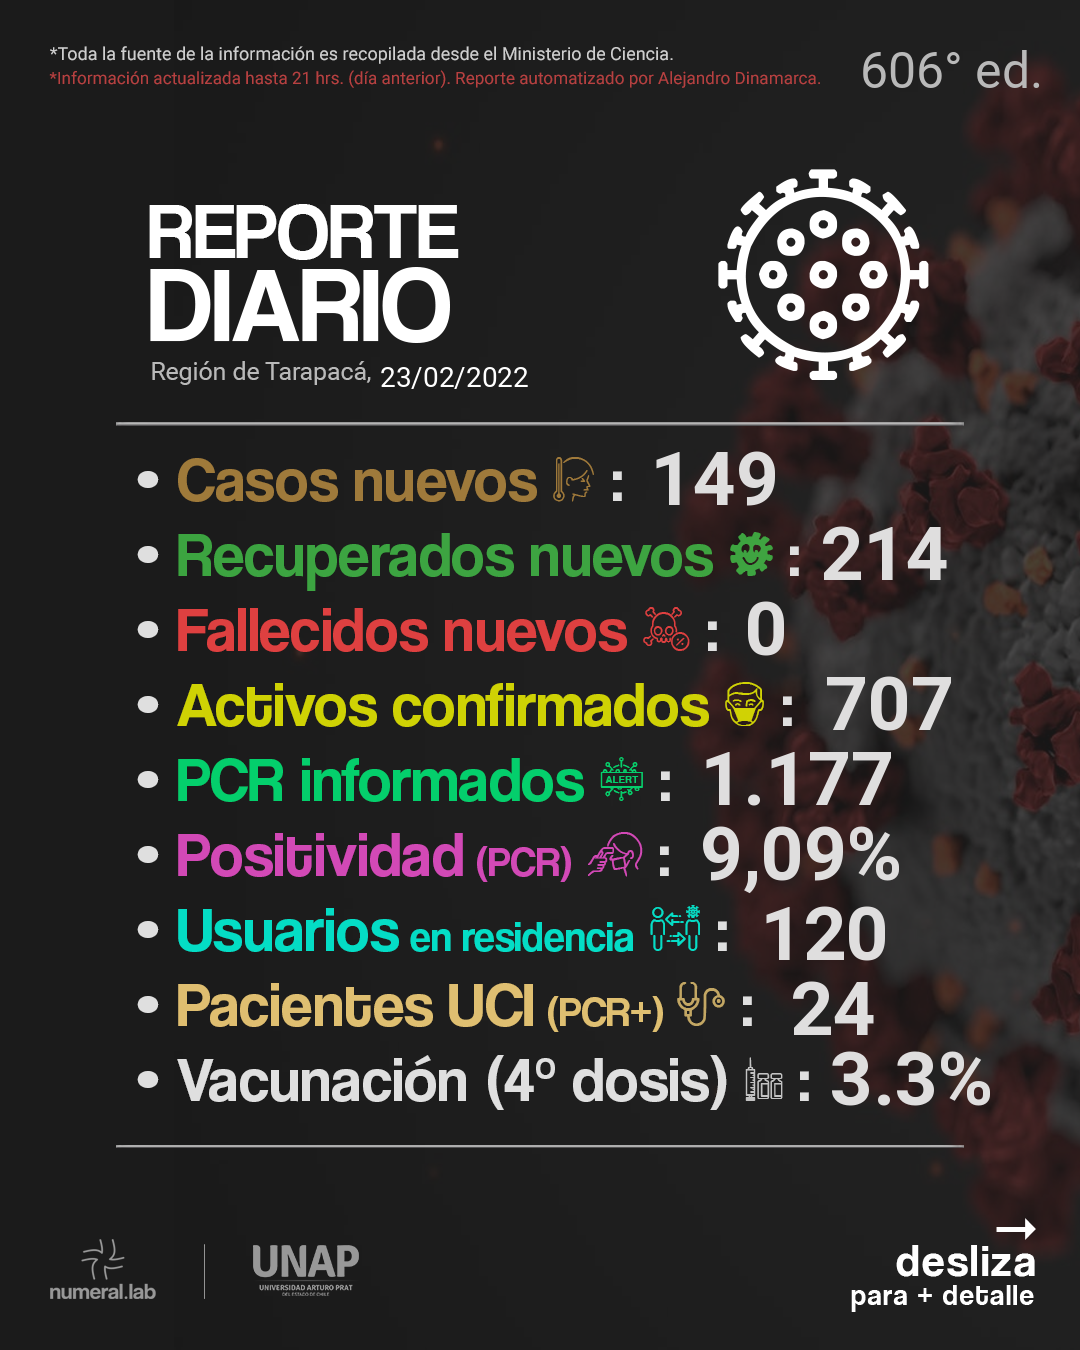 *Toda la fuente de la información es recopilada desde el Ministerio de Ciencia.
*Información actualizada hasta 21 hrs. (día anterior). Reporte automatizado por Alejandro Dinamarca.
606° ed.
REPORTE
DIARIO
Región de Tarapacá, 23/02/2022
• Casos nuevos : 149
• Recuperados nuevos : 214
• Fallecidos nuevos : 0
• Activos confirmados : 707
• PCR informados ALERT : 1.177
• Positividad (PCR) : 9,09%
• Usuarios en residencia : 120
• Pacientes UCI (PCR+) : 24
• Vacunación (4º dosis) : 3.3%
numeral.lab
UNAP
UNIVERSIDAD ARTURO PRAT
DEL ESTADO DE CHILE
desliza
para + detalle